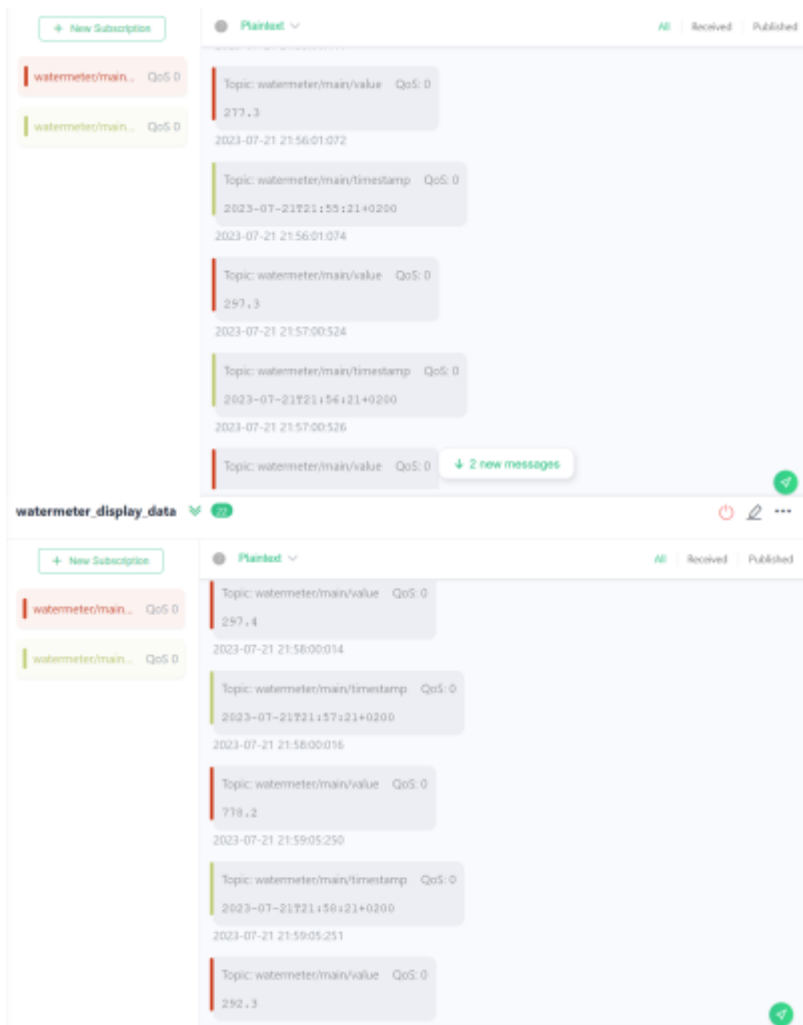 + New Subscription
Plaintext
All
Received
Published
watermeter/main... QoS 0
watermeter/main... QoS 0
Topic: watermeter/main/value QoS: 0
277.3
2023-07-21 21:56:01:072
Topic: watermeter/main/timestamp QoS: 0
2023-07-21T21:55:21+0200
2023-07-21 21:56:01:074
Topic: watermeter/main/value QoS: 0
297.3
2023-07-21 21:57:00:524
Topic: watermeter/main/timestamp QoS: 0
2023-07-21T21:56:21+0200
2023-07-21 21:57:00:526
Topic: watermeter/main/value QoS: 0
2 new messages
watermeter_display_data 22
+ New Subscription
Plaintext
All
Received
Published
watermeter/main... QoS 0
watermeter/main... QoS 0
Topic: watermeter/main/value QoS: 0
297.4
2023-07-21 21:58:00:014
Topic: watermeter/main/timestamp QoS: 0
2023-07-21T21:57:21+0200
2023-07-21 21:58:00:016
Topic: watermeter/main/value QoS: 0
778.2
2023-07-21 21:59:05:250
Topic: watermeter/main/timestamp QoS: 0
2023-07-21T21:58:21+0200
2023-07-21 21:59:05:251
Topic: watermeter/main/value QoS: 0
292.3